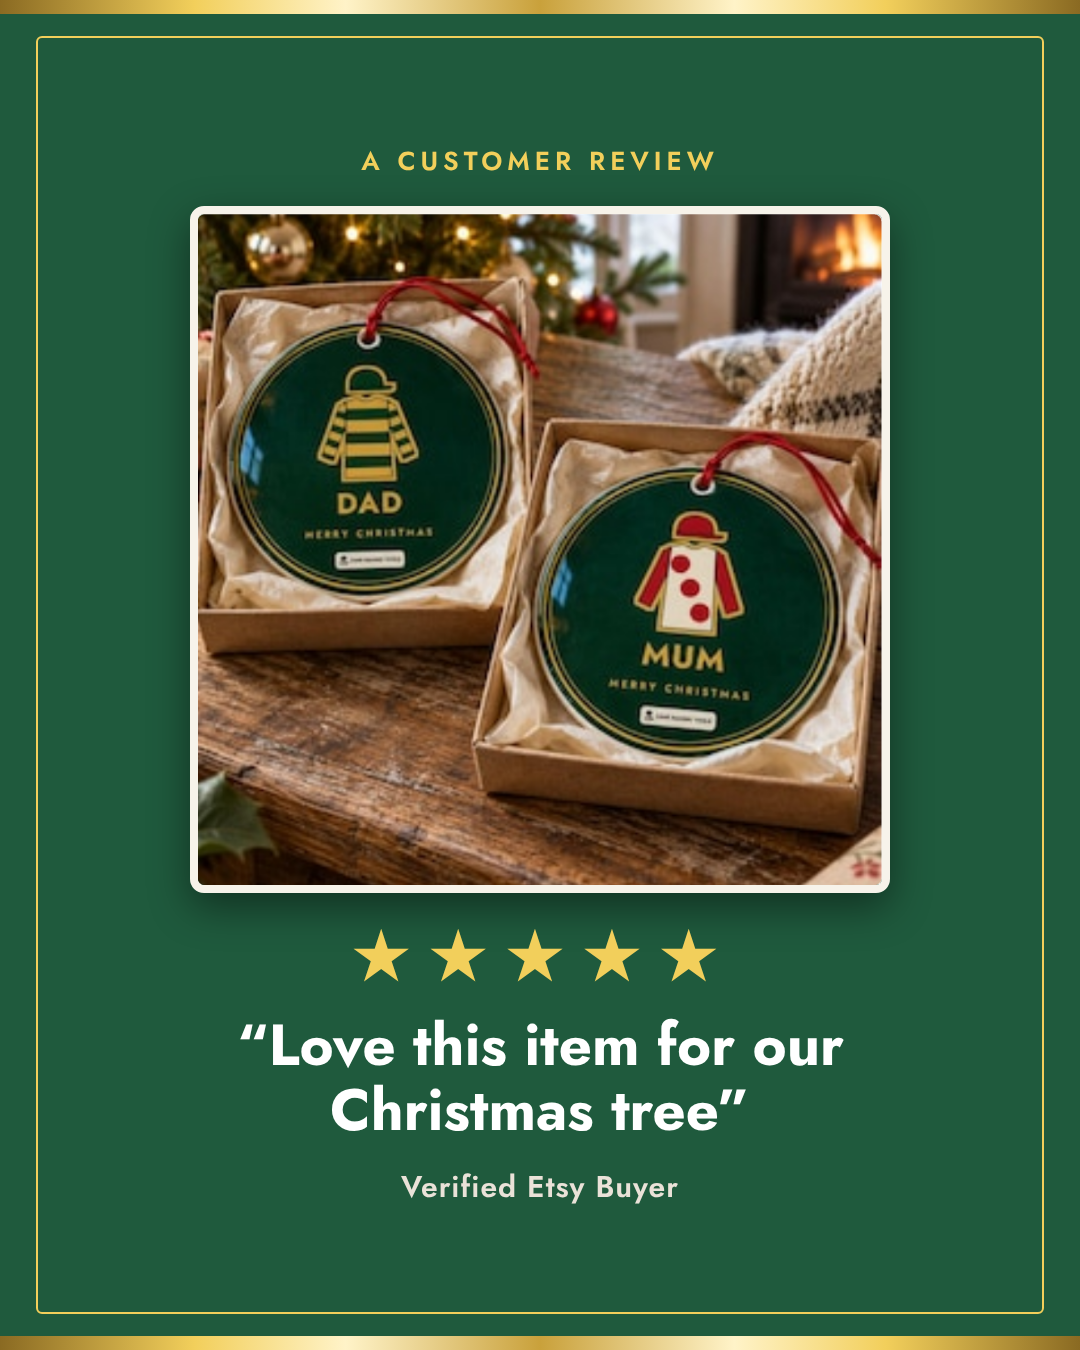 A CUSTOMER REVIEW
DAD
MERRY CHRISTMAS
MUM
MERRY CHRISTMAS
“Love this item for our
Christmas tree”
Verified Etsy Buyer